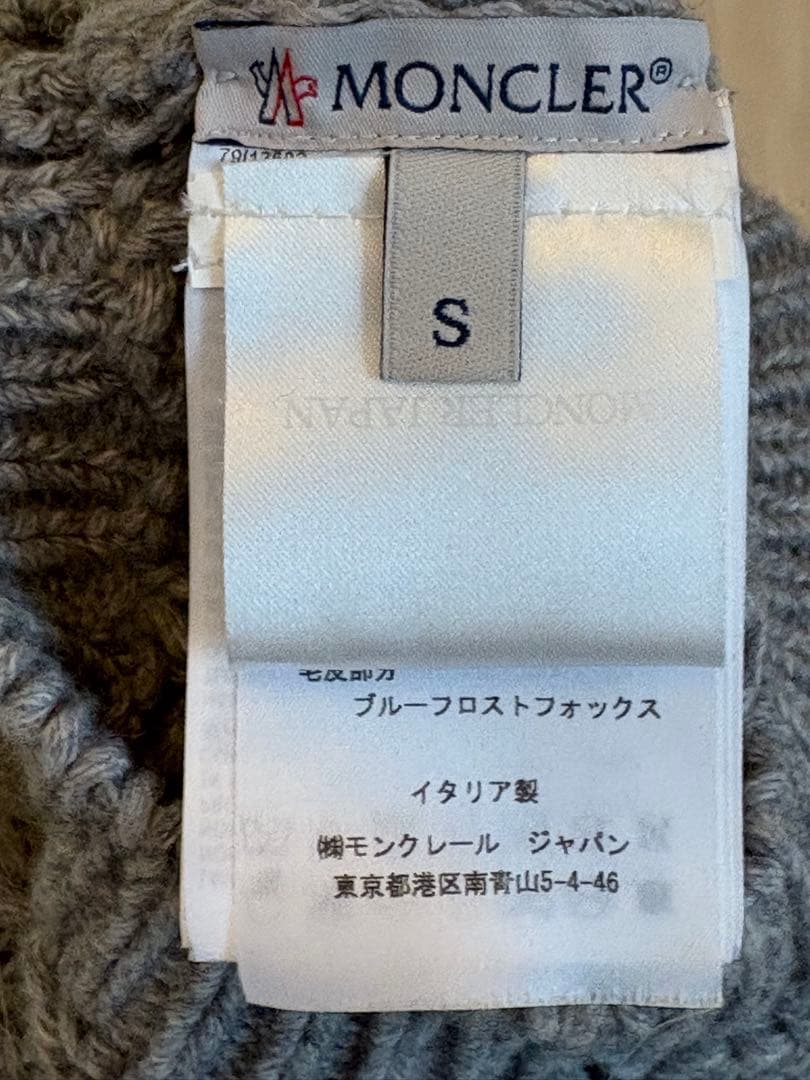 MONCLER®
S
MONCLER JAPAN
毛皮部分
ブルーフロストフォックス
イタリア製
㈱モンクレール ジャパン
東京都港区南青山5-4-46